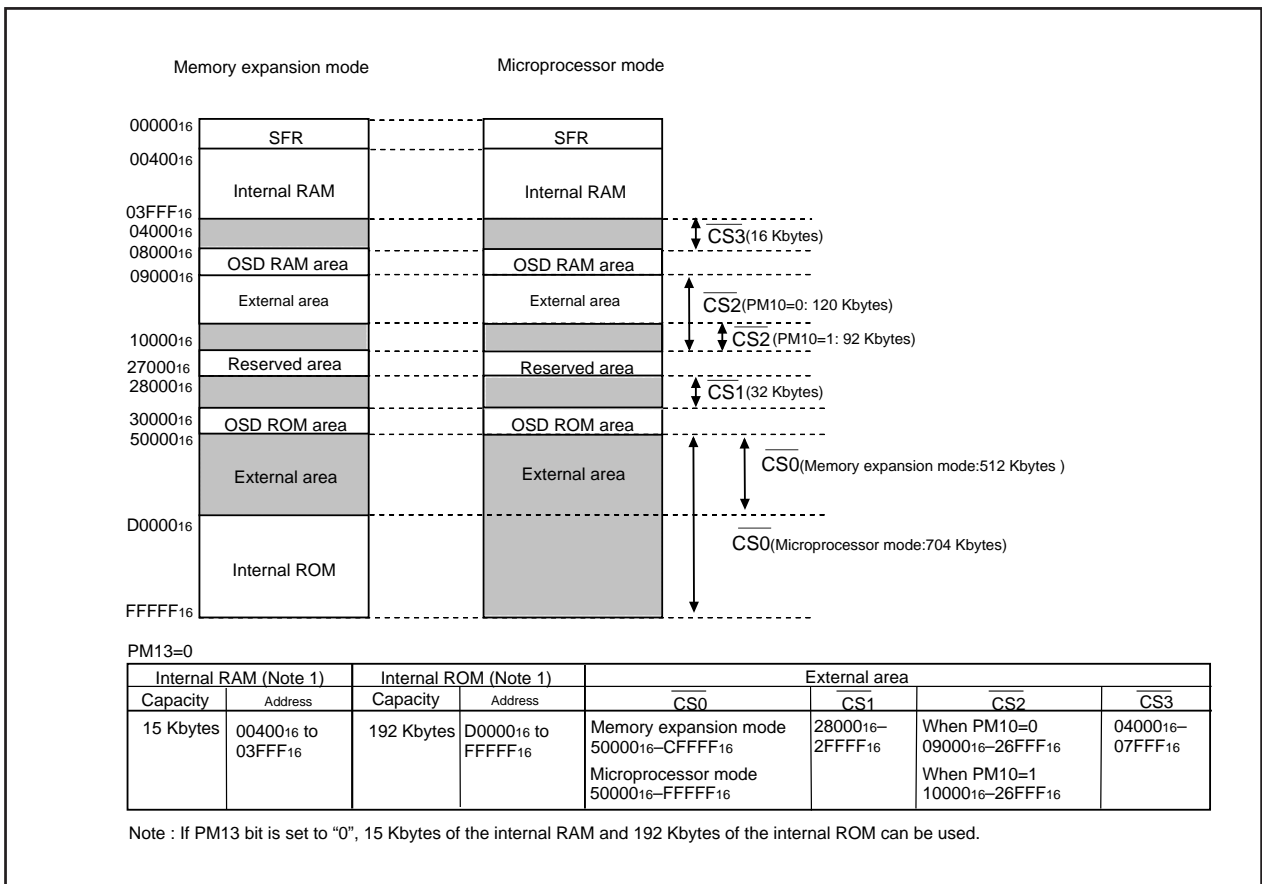 Memory expansion mode
Microprocessor mode
00000₁₆
SFR
SFR
00400₁₆
Internal RAM
Internal RAM
03FFF₁₆
04000₁₆
CS3(16 Kbytes)
08000₁₆
OSD RAM area
OSD RAM area
09000₁₆
External area
External area
CS2(PM10=0: 120 Kbytes)
10000₁₆
CS2(PM10=1: 92 Kbytes)
27000₁₆
Reserved area
Reserved area
28000₁₆
CS1(32 Kbytes)
30000₁₆
OSD ROM area
OSD ROM area
50000₁₆
External area
External area
CS0(Memory expansion mode:512 Kbytes )
D0000₁₆
CS0(Microprocessor mode:704 Kbytes)
Internal ROM
FFFFF₁₆
PM13=0
Internal RAM (Note 1)
Internal ROM (Note 1)
External area
Capacity
Address
Capacity
Address
CS0
CS1
CS2
CS3
15 Kbytes
00400₁₆ to
03FFF₁₆
192 Kbytes
D0000₁₆ to
FFFFF₁₆
Memory expansion mode
50000₁₆–CFFFF₁₆
Microprocessor mode
50000₁₆–FFFFF₁₆
28000₁₆–
2FFFF₁₆
When PM10=0
09000₁₆–26FFF₁₆
When PM10=1
10000₁₆–26FFF₁₆
04000₁₆–
07FFF₁₆
Note : If PM13 bit is set to “0”, 15 Kbytes of the internal RAM and 192 Kbytes of the internal ROM can be used.